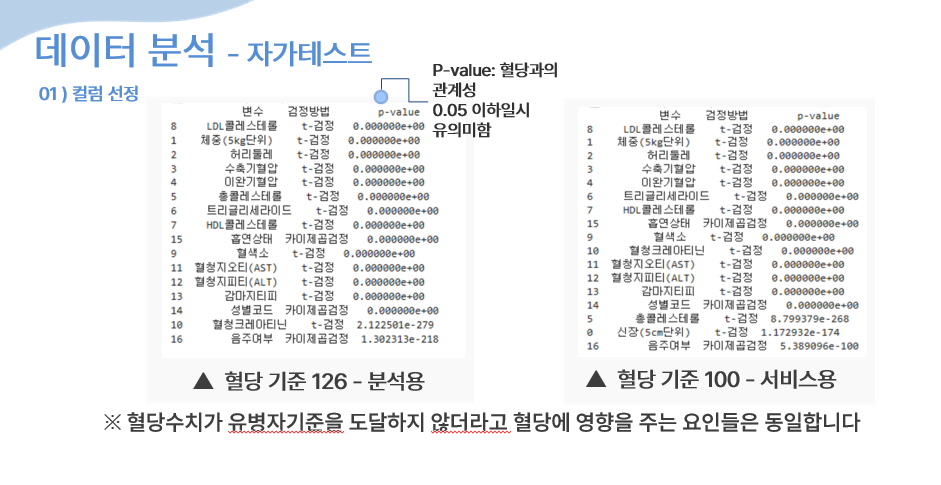 데이터 분석 – 자가테스트
01 ) 컬럼 선정
P-value: 혈당과의
관계성
0.05 이하일시
유의미함
변수 검정방법 p-value
8 LDL콜레스테롤 t-검정 0.000000e+00
1 체중(5kg단위) t-검정 0.000000e+00
2 허리둘레 t-검정 0.000000e+00
3 수축기혈압 t-검정 0.000000e+00
4 이완기혈압 t-검정 0.000000e+00
5 총콜레스테롤 t-검정 0.000000e+00
6 트리글리세라이드 t-검정 0.000000e+00
7 HDL콜레스테롤 t-검정 0.000000e+00
15 흡연상태 카이제곱검정 0.000000e+00
9 혈색소 t-검정 0.000000e+00
11 혈청지오티(AST) t-검정 0.000000e+00
12 혈청지피티(ALT) t-검정 0.000000e+00
13 감마지티피 t-검정 0.000000e+00
14 성별코드 카이제곱검정 0.000000e+00
10 혈청크레아티닌 t-검정 2.122501e-279
16 음주여부 카이제곱검정 1.302313e-218
▲ 혈당 기준 126 – 분석용
변수 검정방법 p-value
8 LDL콜레스테롤 t-검정 0.000000e+00
1 체중(5kg단위) t-검정 0.000000e+00
2 허리둘레 t-검정 0.000000e+00
3 수축기혈압 t-검정 0.000000e+00
4 이완기혈압 t-검정 0.000000e+00
6 트리글리세라이드 t-검정 0.000000e+00
7 HDL콜레스테롤 t-검정 0.000000e+00
15 흡연상태 카이제곱검정 0.000000e+00
9 혈색소 t-검정 0.000000e+00
10 혈청크레아티닌 t-검정 0.000000e+00
11 혈청지오티(AST) t-검정 0.000000e+00
12 혈청지피티(ALT) t-검정 0.000000e+00
13 감마지티피 t-검정 0.000000e+00
14 성별코드 카이제곱검정 0.000000e+00
5 총콜레스테롤 t-검정 8.799379e-268
0 신장(5cm단위) t-검정 1.172932e-174
16 음주여부 카이제곱검정 5.389096e-100
▲ 혈당 기준 100 – 서비스용
※ 혈당수치가 유병자기준을 도달하지 않더라고 혈당에 영향을 주는 요인들은 동일합니다